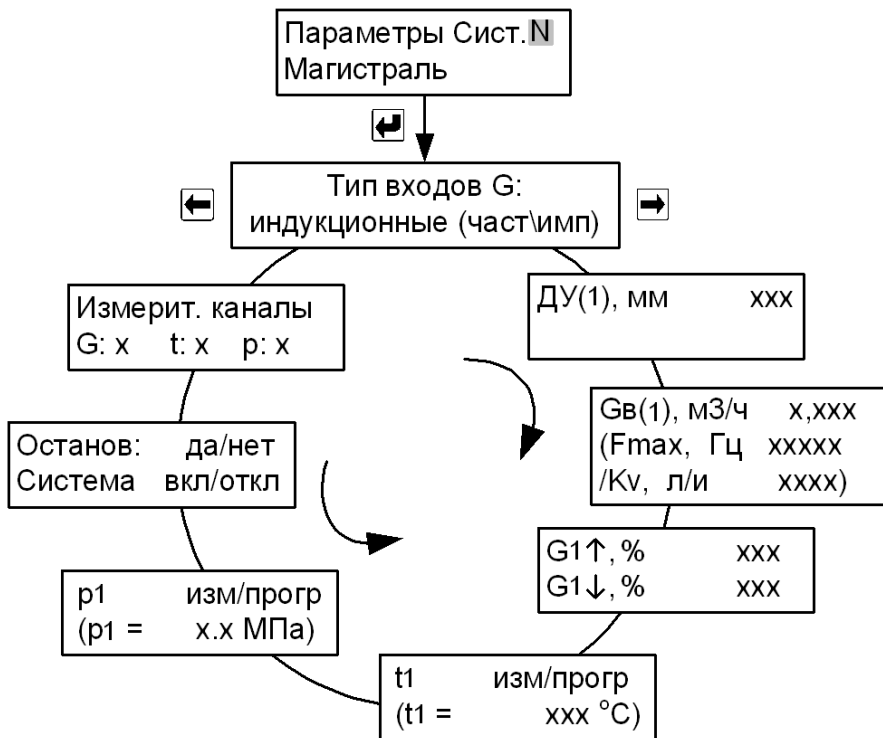 Параметры Сист.N
Магистраль
Тип входов G:
индукционные (част\имп)
ДУ(1), мм xxx
Измерит. каналы
G: x t: x p: x
Gв(1), м3/ч x,xxx
(Fmax, Гц xxxxx
/Kv, л/и xxxx)
Останов: да/нет
Система вкл/откл
G1↑,% xxx
G1↓,% xxx
p1 изм/прогр
(p1 = x.x МПа)
t1 изм/прогр
(t1 = xxx °C)